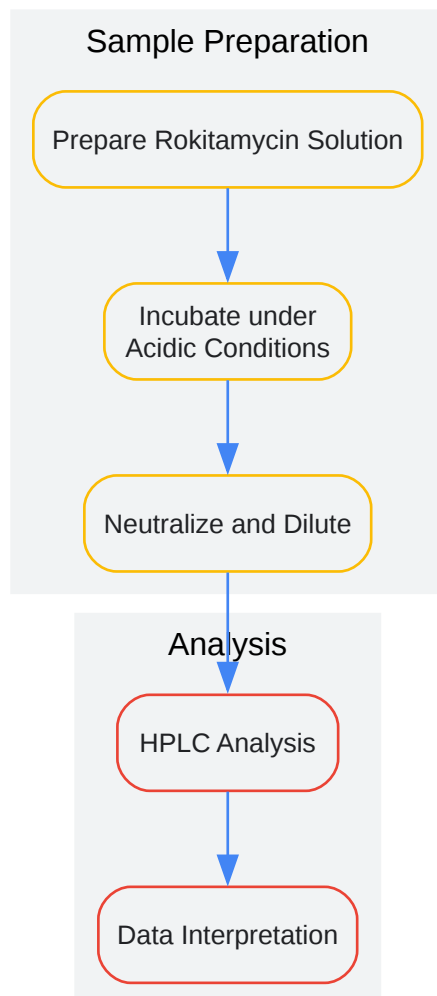 Sample Preparation
Prepare Rokitamycin Solution
Incubate under
Acidic Conditions
Neutralize and Dilute
Analysis
HPLC Analysis
Data Interpretation